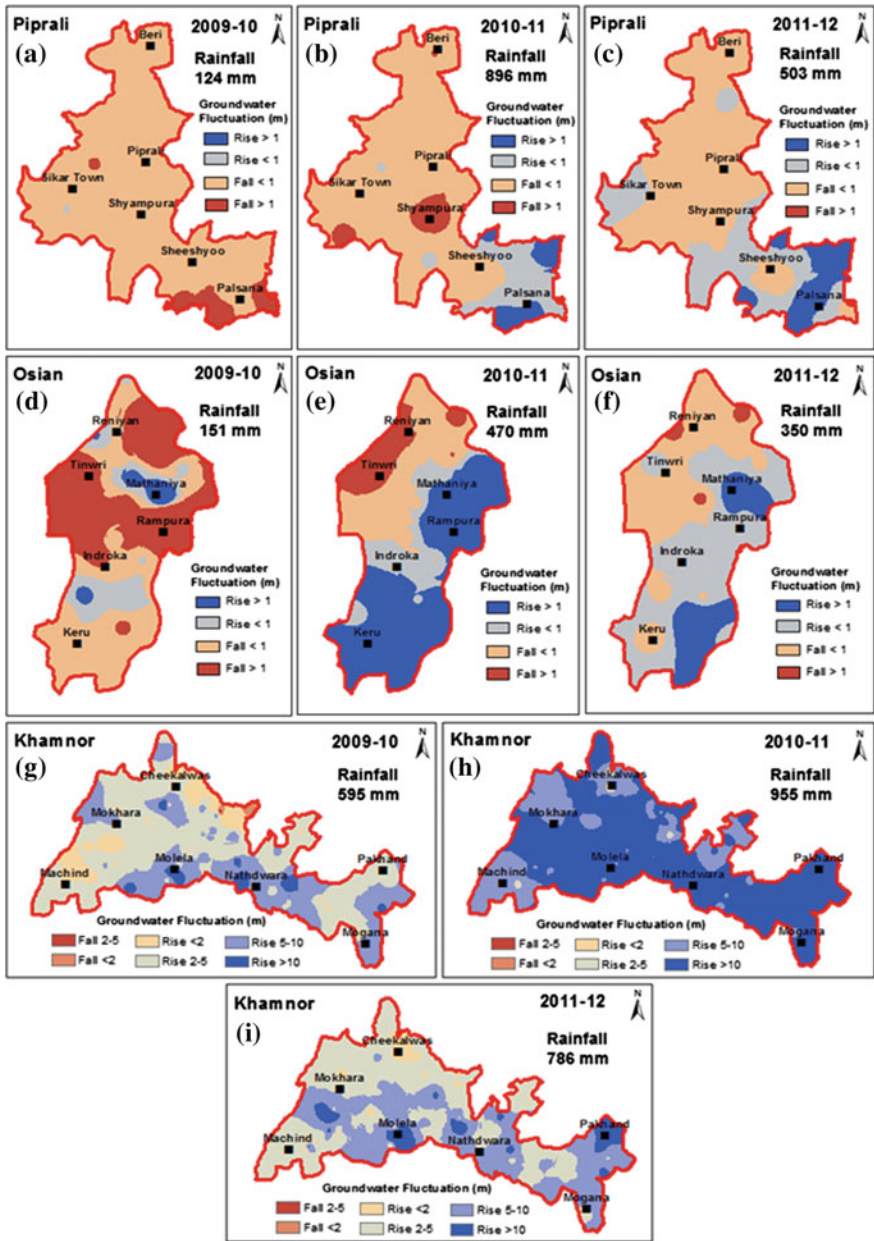 Piprali 2009-10
N
(a)
Beri
Rainfall
124 mm
Groundwater
Fluctuation (m)
Rise > 1
Rise < 1
Fall < 1
Fall > 1
Piprali
Sikar Town
Shyampura
Sheeshyoo
Palsana
Piprali 2010-11
N
(b)
Beri
Rainfall
896 mm
Groundwater
Fluctuation (m)
Rise > 1
Rise < 1
Fall < 1
Fall > 1
Piprali
Sikar Town
Shyampura
Sheeshyoo
Palsana
Piprali 2011-12
N
(c)
Beri
Rainfall
503 mm
Groundwater
Fluctuation (m)
Rise > 1
Rise < 1
Fall < 1
Fall > 1
Piprali
Sikar Town
Shyampura
Sheeshyoo
Palsana
Osian 2009-10
N
(d)
Rainfall
151 mm
Reniyan
Tinwri
Mathaniya
Rampura
Indroka
Keru
Groundwater
Fluctuation (m)
Rise > 1
Rise < 1
Fall < 1
Fall > 1
Osian 2010-11
N
(e)
Rainfall
470 mm
Reniyan
Tinwri
Mathaniya
Rampura
Indroka
Keru
Groundwater
Fluctuation (m)
Rise > 1
Rise < 1
Fall < 1
Fall > 1
Osian 2011-12
N
(f)
Rainfall
350 mm
Reniyan
Tinwri
Mathaniya
Rampura
Indroka
Keru
Groundwater
Fluctuation (m)
Rise > 1
Rise < 1
Fall < 1
Fall > 1
Khamnor 2009-10
N
(g)
Rainfall
595 mm
Cheekalwas
Mokhara
Molela
Machind
Nathdwara
Pakhand
Mogana
Groundwater Fluctuation (m)
Fall 2-5 Rise <2 Rise 5-10
Fall <2 Rise 2-5 Rise >10
Khamnor 2010-11
N
(h)
Rainfall
955 mm
Cheekalwas
Mokhara
Molela
Machind
Nathdwara
Pakhand
Mogana
Groundwater Fluctuation (m)
Fall 2-5 Rise <2 Rise 5-10
Fall <2 Rise 2-5 Rise >10
Khamnor 2011-12
N
(i)
Rainfall
786 mm
Cheekalwas
Mokhara
Molela
Machind
Nathdwara
Pakhand
Mogana
Groundwater Fluctuation (m)
Fall 2-5 Rise <2 Rise 5-10
Fall <2 Rise 2-5 Rise >10